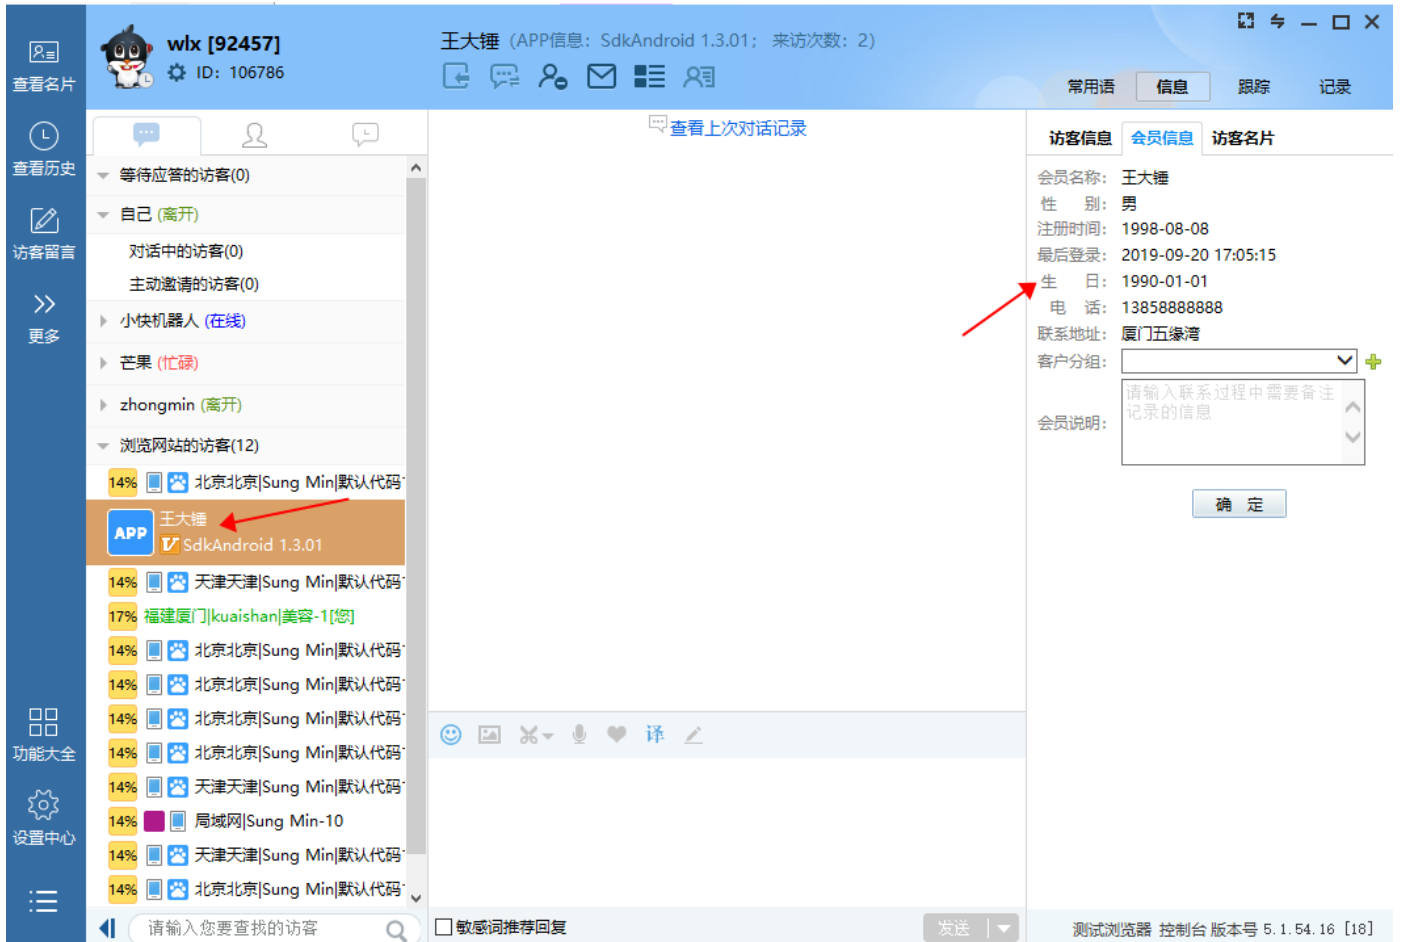 查看名片
查看历史
访客留言
更多
功能大全
设置中心
wlx [92457]
ID: 106786
王大锤 (APP信息: SdkAndroid 1.3.01; 来访次数: 2)
常用语
信息
跟踪
记录
等待应答的访客(0)
自己 (离开)
对话中的访客(0)
主动邀请的访客(0)
小快机器人 (在线)
芒果 (忙碌)
zhongmin (离开)
浏览网站的访客(12)
14% 北京北京|Sung Min|默认代码
APP 王大锤
V SdkAndroid 1.3.01
14% 天津天津|Sung Min|默认代码
17% 福建厦门|kuaishan|美容-1[您]
14% 北京北京|Sung Min|默认代码
14% 北京北京|Sung Min|默认代码
14% 北京北京|Sung Min|默认代码
14% 北京北京|Sung Min|默认代码
14% 天津天津|Sung Min|默认代码
14% 局域网|Sung Min-10
14% 天津天津|Sung Min|默认代码
14% 北京北京|Sung Min|默认代码
请输入您要查找的访客
查看上次对话记录
译
敏感词推荐回复
发送
访客信息
会员信息
访客名片
会员名称: 王大锤
性 别: 男
注册时间: 1998-08-08
最后登录: 2019-09-20 17:05:15
生 日: 1990-01-01
电 话: 13858888888
联系地址: 厦门五缘湾
客户分组:
会员说明: 请输入联系过程中需要备注
记录的信息
确 定
测试浏览器 控制台 版本号 5.1.54.16 [18]